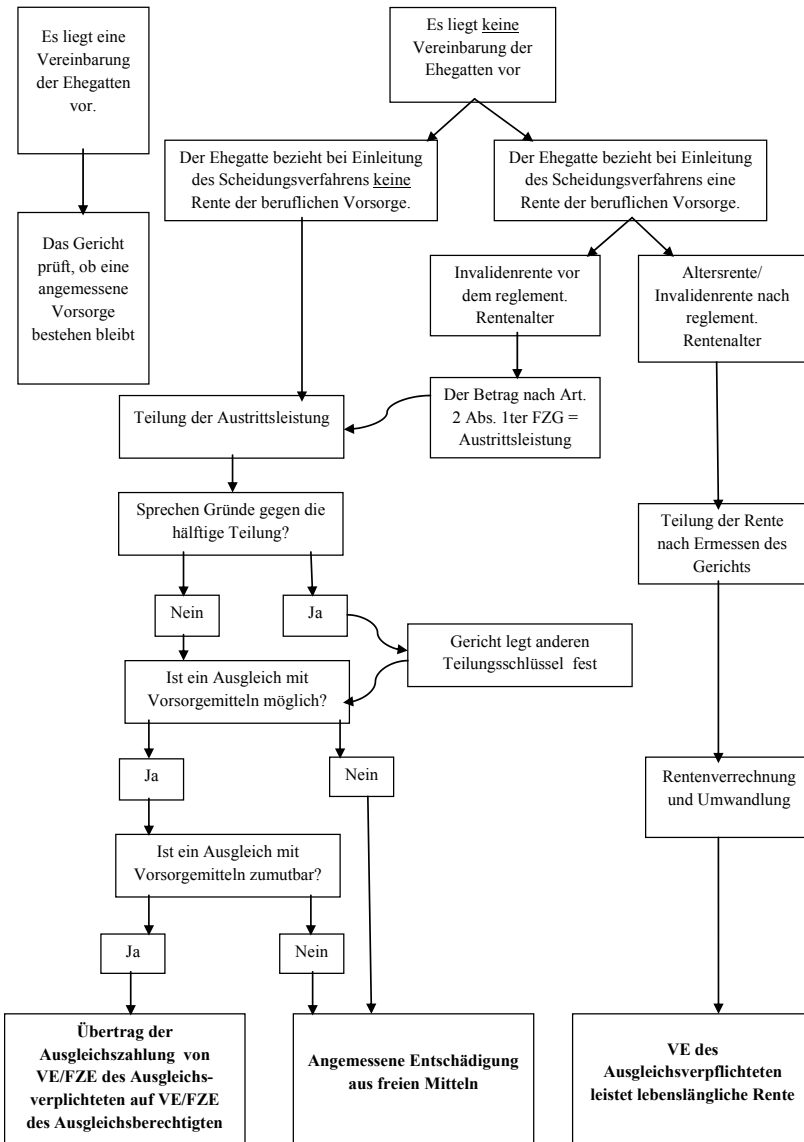 Es liegt eine
Vereinbarung
der Ehegatten
vor.
Es liegt keine
Vereinbarung der
Ehegatten vor
Der Ehegatte bezieht bei Einleitung
des Scheidungsverfahrens keine
Rente der beruflichen Vorsorge.
Der Ehegatte bezieht bei Einleitung
des Scheidungsverfahrens eine
Rente der beruflichen Vorsorge.
Das Gericht
prüft, ob eine
angemessene
Vorsorge
bestehen bleibt
Invalidenrente vor
dem reglement.
Rentenalter
Altersrente/
Invalidenrente nach
reglement.
Rentenalter
Teilung der Austrittsleistung
Der Betrag nach Art.
2 Abs. 1ter FZG =
Austrittsleistung
Sprechen Gründe gegen die
hälftige Teilung?
Teilung der Rente
nach Ermessen des
Gerichts
Nein
Ja
Gericht legt anderen
Teilungsschlüssel fest
Ist ein Ausgleich mit
Vorsorgemitteln möglich?
Ja
Nein
Rentenverrechnung
und Umwandlung
Ist ein Ausgleich mit
Vorsorgemitteln zumutbar?
Ja
Nein
Übertrag der
Ausgleichszahlung von
VE/FZE des Ausgleichs-
verplichteten auf VE/FZE
des Ausgleichsberechtigten
Angemessene Entschädigung
aus freien Mitteln
VE des
Ausgleichsverpflichteten
leistet lebenslängliche Rente